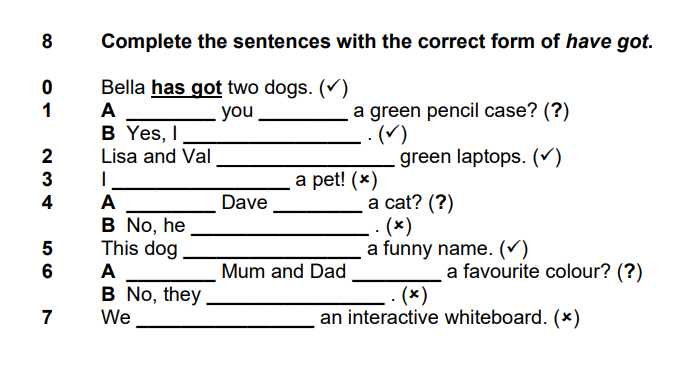 8 Complete the sentences with the correct form of have got.
0 Bella has got two dogs. (✓)
1 A ________ you ________ a green pencil case? (?)
B Yes, I ________________ . (✓)
2 Lisa and Val ________________ green laptops. (✓)
3 I ________________ a pet! (×)
4 A ________ Dave ________ a cat? (?)
B No, he ________________ . (×)
5 This dog ________________ a funny name. (✓)
6 A ________ Mum and Dad ________ a favourite colour? (?)
B No, they ________________ . (×)
7 We ________________ an interactive whiteboard. (×)